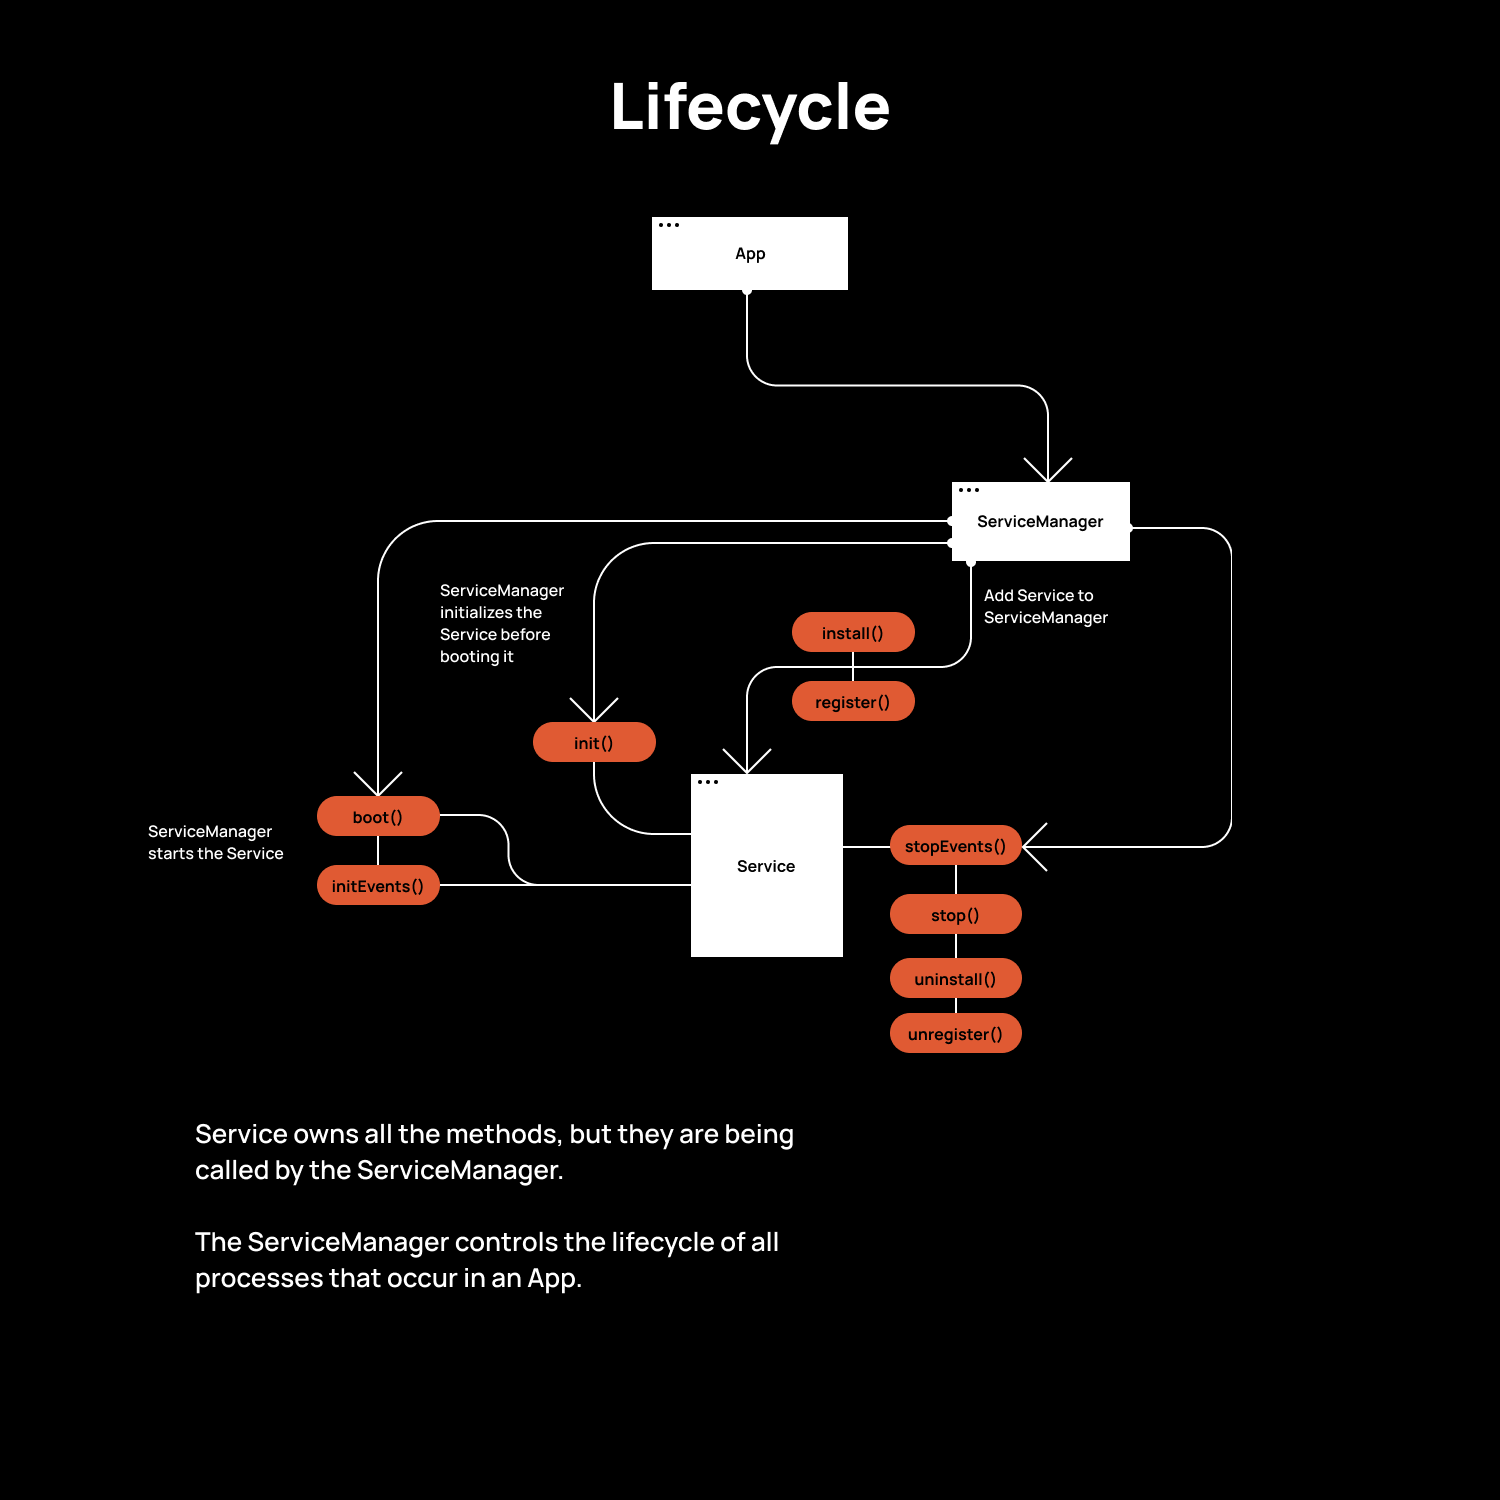 Lifecycle
App
ServiceManager
ServiceManager
initializes the
Service before
booting it
Add Service to
ServiceManager
install()
register()
init()
boot()
ServiceManager
starts the Service
initEvents()
Service
stopEvents()
stop()
uninstall()
unregister()
Service owns all the methods, but they are being
called by the ServiceManager.
The ServiceManager controls the lifecycle of all
processes that occur in an App.